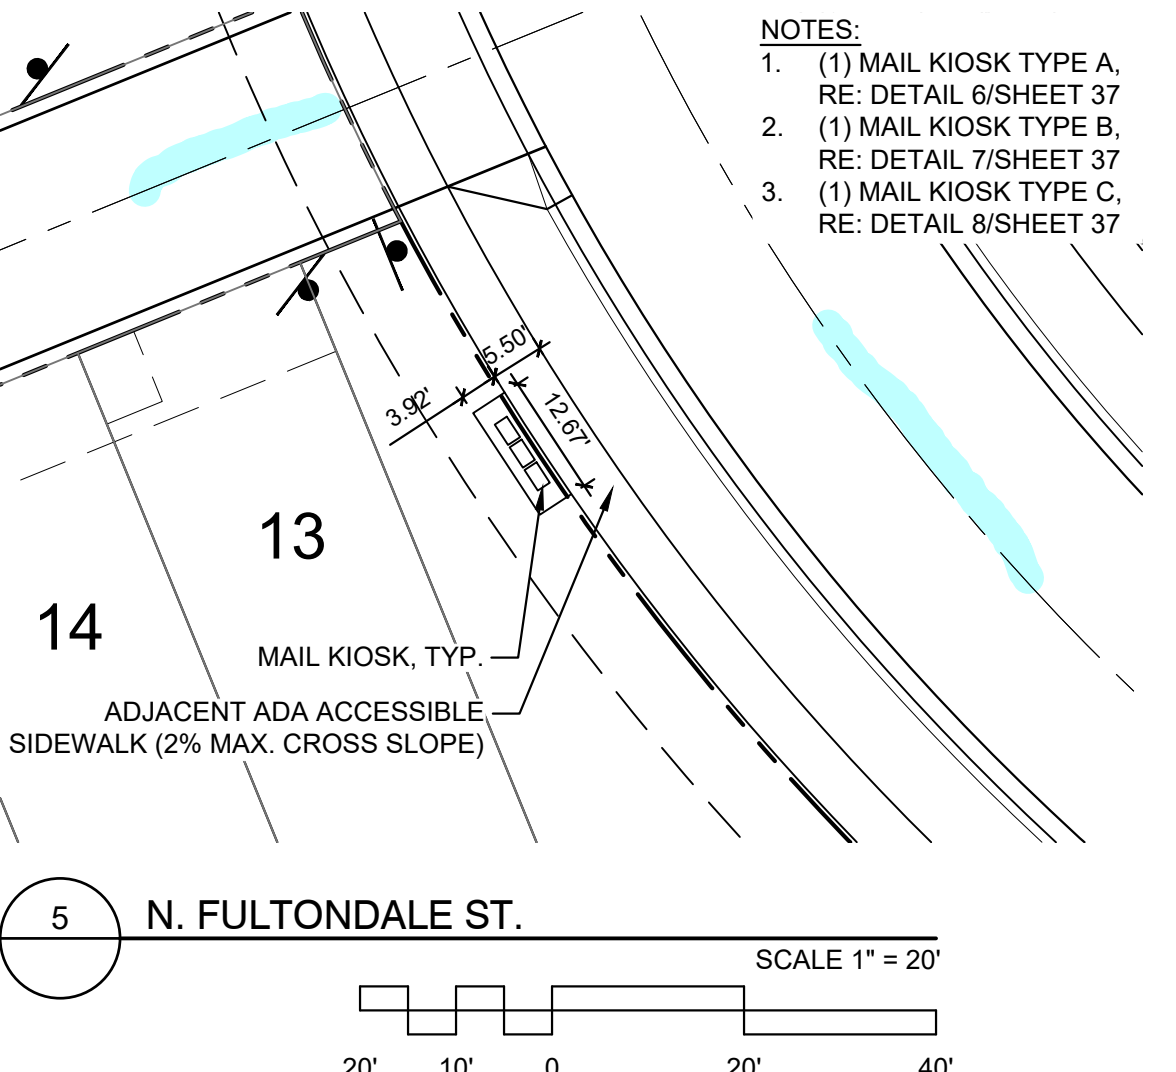 NOTES:
1. (1) MAIL KIOSK TYPE A,
RE: DETAIL 6/SHEET 37
2. (1) MAIL KIOSK TYPE B,
RE: DETAIL 7/SHEET 37
3. (1) MAIL KIOSK TYPE C,
RE: DETAIL 8/SHEET 37
5.50'
3.92'
12.67'
13
14
MAIL KIOSK, TYP.
ADJACENT ADA ACCESSIBLE
SIDEWALK (2% MAX. CROSS SLOPE)
5
N. FULTONDALE ST.
SCALE 1" = 20'
20' 10' 0 20' 40'